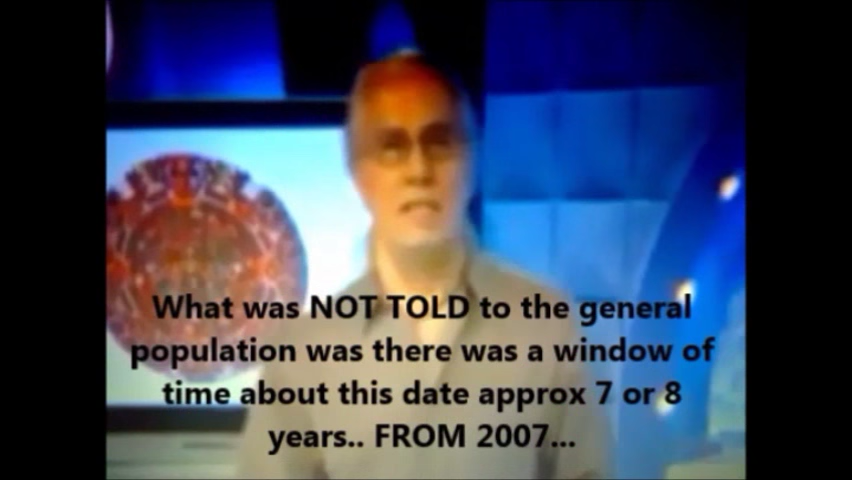 What was NOT TOLD to the general
population was there was a window of
time about this date approx 7 or 8
years.. FROM 2007...